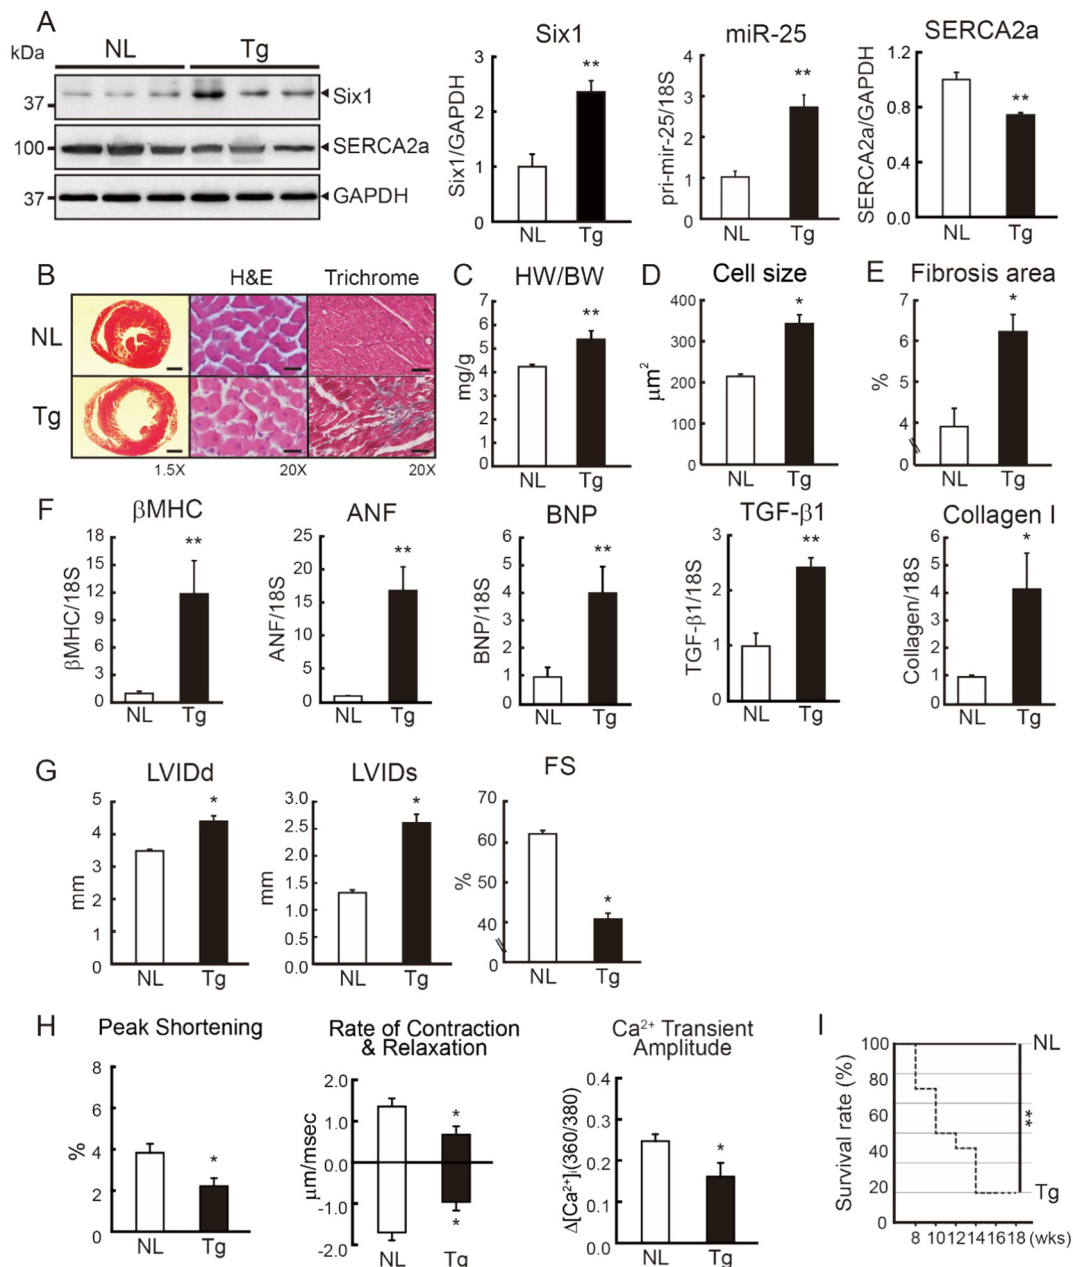 A
kDa
NL
Tg
37
Six1
100
SERCA2a
37
GAPDH
Six1
Six1/GAPDH
3
2
1
0
**
NL
Tg
miR-25
pri-mir-25/18S
4
3
2
1
0
**
NL
Tg
SERCA2a
SERCA2a/GAPDH
1.2
0.8
0.4
0.0
**
NL
Tg
B
H&E
Trichrome
NL
Tg
1.5X
20X
20X
C
HW/BW
mg/g
7
6
5
4
3
2
1
0
**
NL
Tg
D
Cell size
μm²
400
300
200
100
0
*
NL
Tg
E
Fibrosis area
%
7
6
4
0
*
NL
Tg
F
βMHC
βMHC/18S
18
15
12
9
6
3
0
**
NL
Tg
ANF
ANF/18S
25
20
15
10
5
0
**
NL
Tg
BNP
BNP/18S
6
5
4
3
2
1
0
**
NL
Tg
TGF-β1
TGF-β1/18S
3
2
1
0
**
NL
Tg
Collagen I
Collagen/18S
6
5
4
3
2
1
0
*
NL
Tg
G
LVIDd
mm
5
4
3
2
1
0
*
NL
Tg
LVIDs
mm
3.0
2.5
2.0
1.5
1.0
0.5
0.0
*
NL
Tg
FS
%
70
60
50
40
0
*
NL
Tg
H
Peak Shortening
%
8
6
4
2
0
*
NL
Tg
Rate of Contraction
& Relaxation
μm/msec
2.0
1.0
0.0
-1.0
-2.0
*
*
NL
Tg
Ca²⁺ Transient
Amplitude
Δ[Ca²⁺]i(360/380)
0.4
0.3
0.2
0.1
0.0
*
NL
Tg
I
Survival rate (%)
100
80
60
40
20
0
NL
**
Tg
8 10 12 14 16 18 (wks)